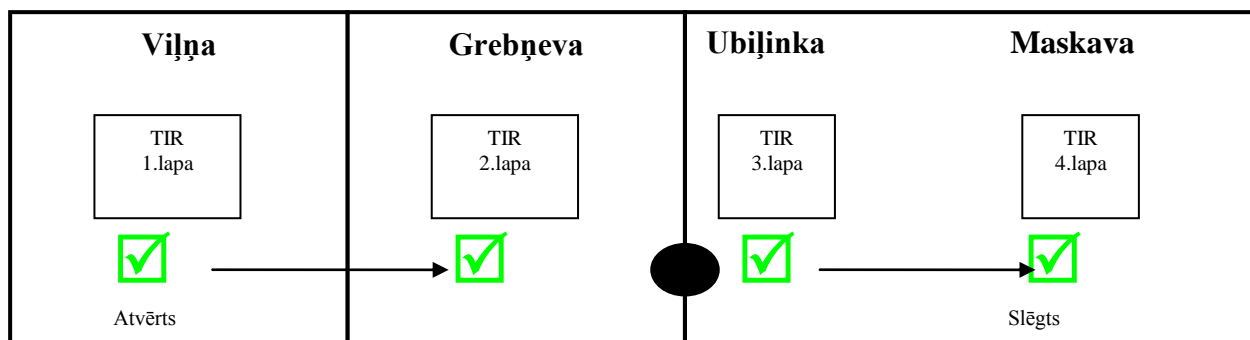 Viļņa
Grebņeva
Ubiļinka
Maskava
TIR
1.lapa
TIR
2.lapa
TIR
3.lapa
TIR
4.lapa
Atvērts
Slēgts